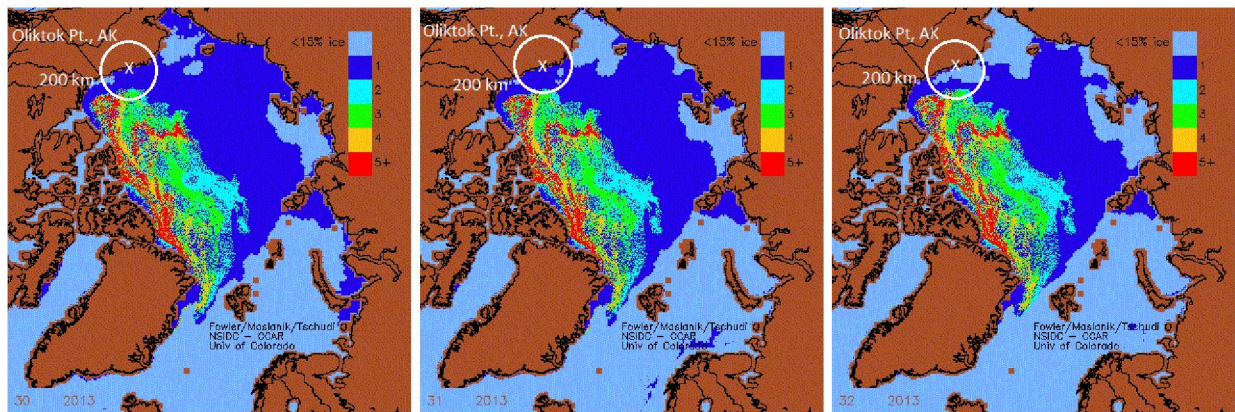 Oliktok Pt., AK
<15% ice
200 km
1
2
3
4
5+
Fowler/Maslanik/Tschudi
NSIDC - CCAR
Univ of Colorado
30 2013
Oliktok Pt., AK
<15% ice
200 km
1
2
3
4
5+
Fowler/Maslanik/Tschudi
NSIDC - CCAR
Univ of Colorado
31 2013
Oliktok Pt, AK
<15% ice
200 km
1
2
3
4
5+
Fowler/Maslanik/Tschudi
NSIDC - CCAR
Univ of Colorado
32 2013